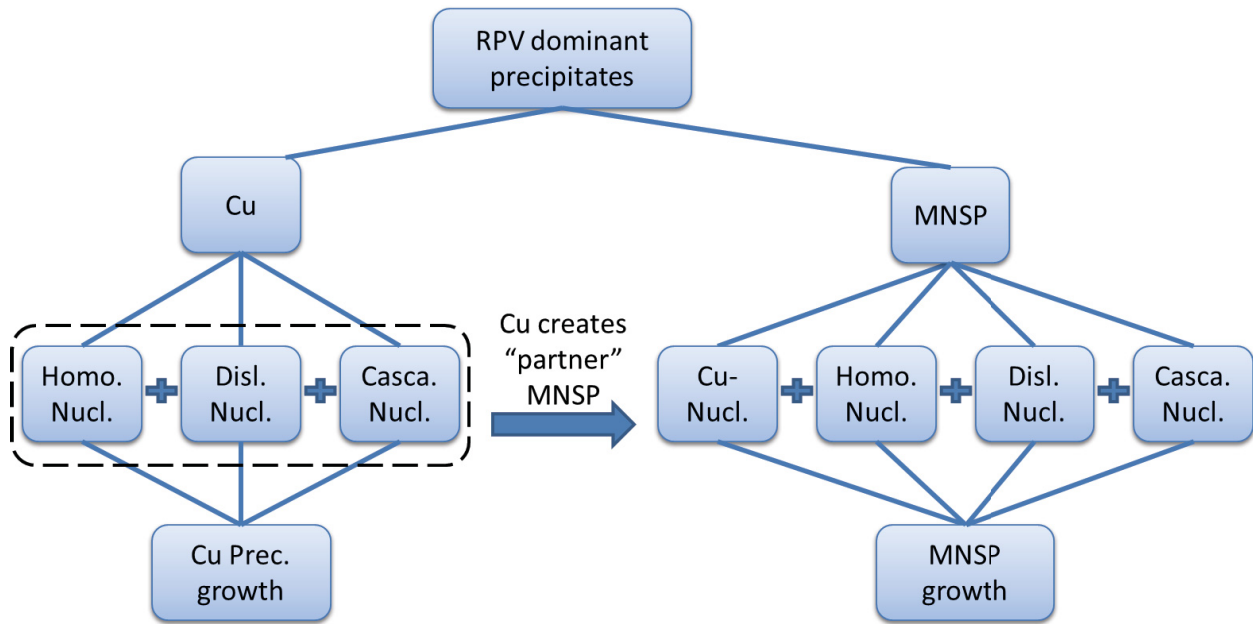 RPV dominant
precipitates
Cu
MNSP
Homo.
Nucl.
+
Disl.
Nucl.
+
Casca.
Nucl.
Cu creates
“partner”
MNSP
Cu-
Nucl.
+
Homo.
Nucl.
+
Disl.
Nucl.
+
Casca.
Nucl.
Cu Prec.
growth
MNSP
growth